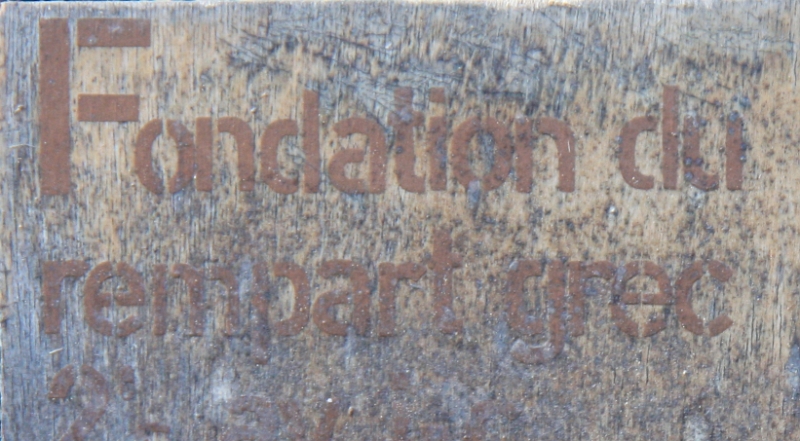 Fondation du
rempart grec